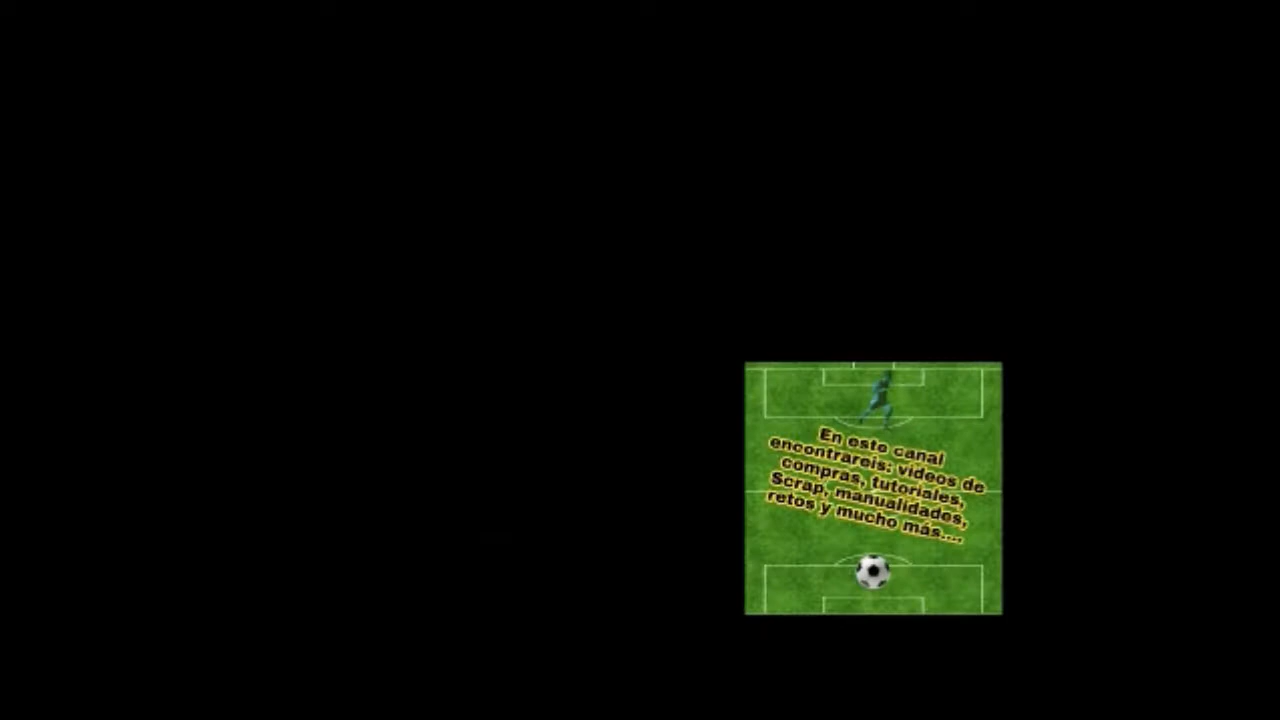 En este canal
encontrareis: videos de
compras, tutoriales,
Scrap, manualidades,
retos y mucho más....